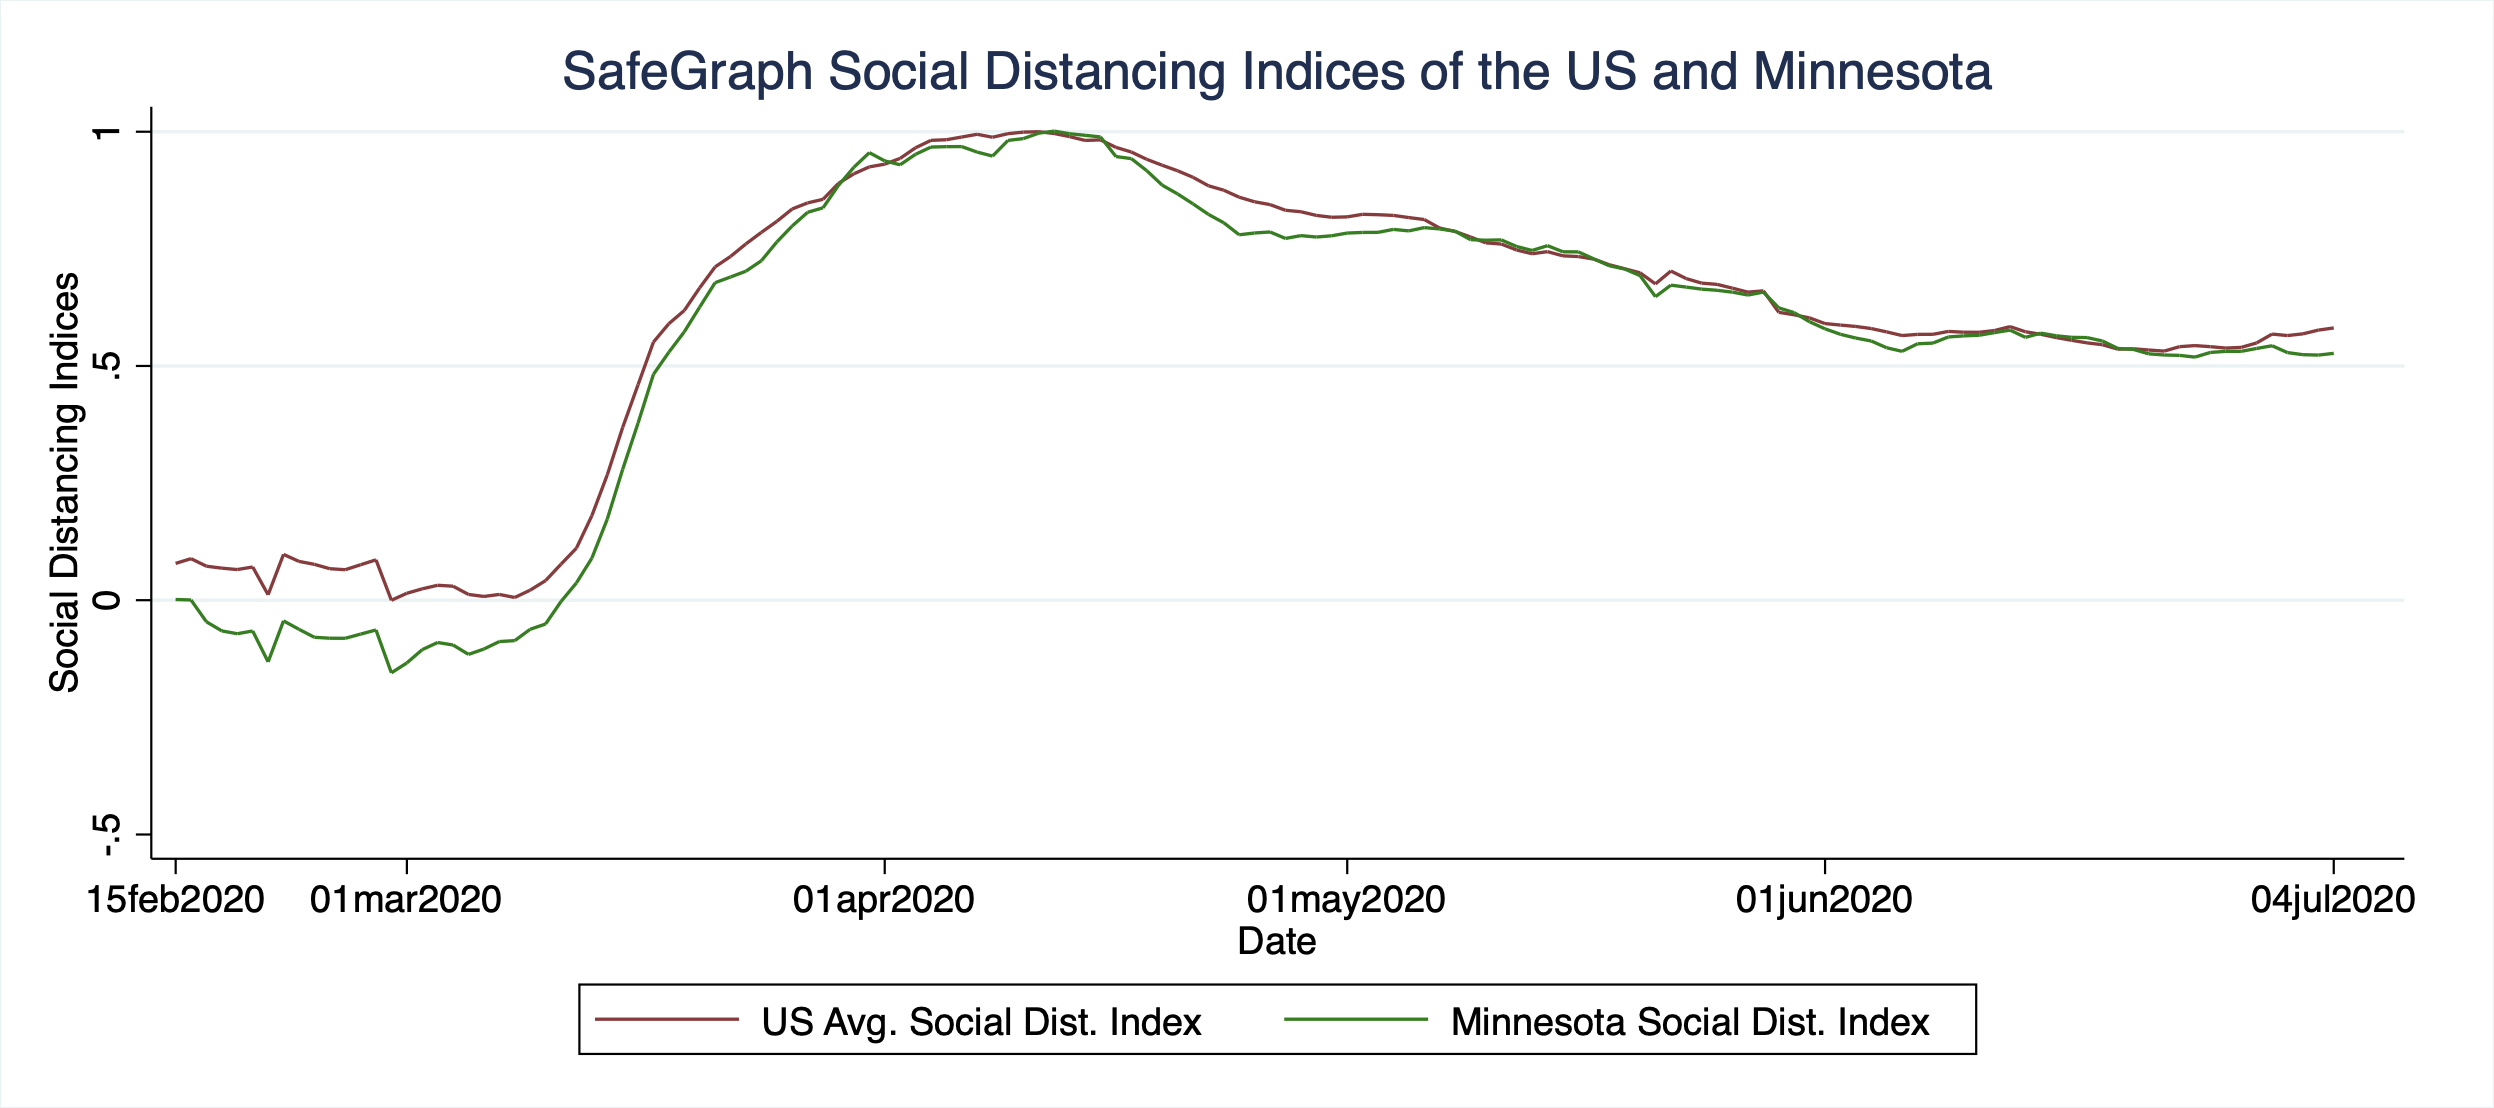 SafeGraph Social Distancing Indices of the US and Minnesota
Social Distancing Indices
1
.5
0
-.5
15feb2020 01mar2020 01apr2020 01may2020 01jun2020 04jul2020
Date
US Avg. Social Dist. Index Minnesota Social Dist. Index